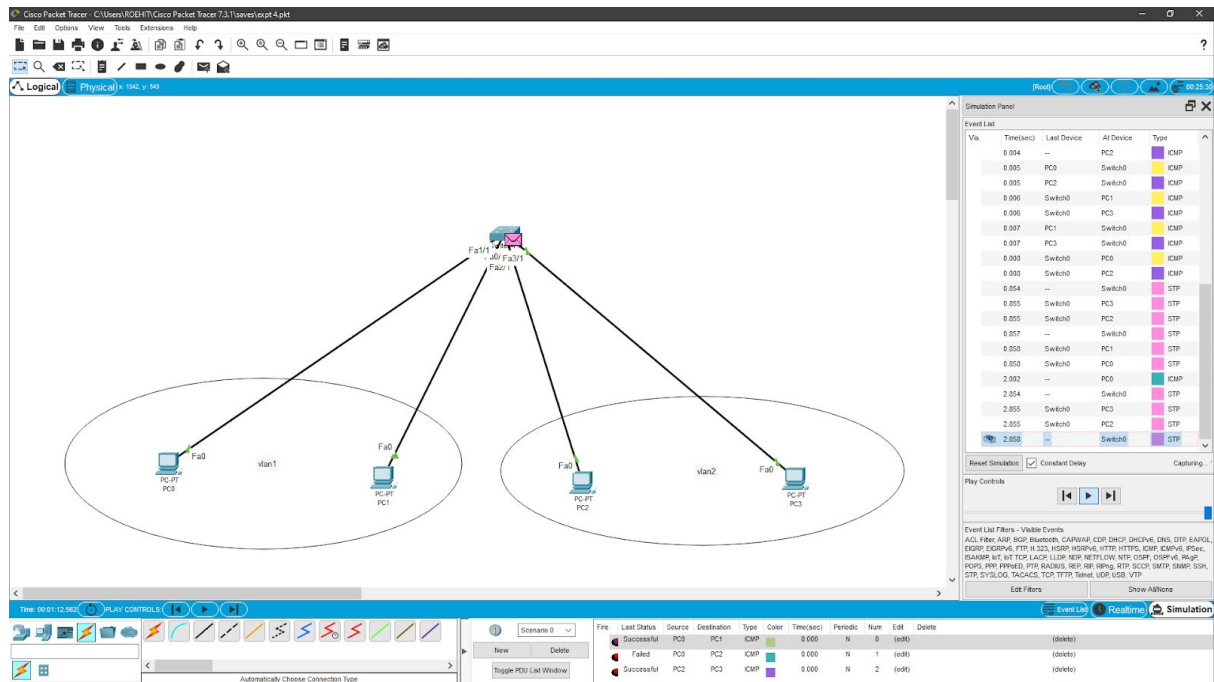 Cisco Packet Tracer - C:\Users\ROEHIT\Cisco Packet Tracer 7.3.1\saves\expt 4.pkt
File Edit Options View Tools Extensions Help
?
Logical Physical x: 1342, y: 543
[Root] 00:25:30
Fa1/1
Fa3/1
Fa2/1
Fa0
PC-PT
PC0
vlan1
Fa0
PC-PT
PC1
Fa0
PC-PT
PC2
vlan2
Fa0
PC-PT
PC3
Simulation Panel
Event List
Vis. Time(sec) Last Device At Device Type
0.004 -- PC2 ICMP
0.005 PC0 Switch0 ICMP
0.005 PC2 Switch0 ICMP
0.006 Switch0 PC1 ICMP
0.006 Switch0 PC3 ICMP
0.007 PC1 Switch0 ICMP
0.007 PC3 Switch0 ICMP
0.008 Switch0 PC0 ICMP
0.008 Switch0 PC2 ICMP
0.854 -- Switch0 STP
0.855 Switch0 PC3 STP
0.855 Switch0 PC2 STP
0.857 -- Switch0 STP
0.858 Switch0 PC1 STP
0.858 Switch0 PC0 STP
2.002 -- PC0 ICMP
2.854 -- Switch0 STP
2.855 Switch0 PC3 STP
2.855 Switch0 PC2 STP
2.858 -- Switch0 STP
Reset Simulation Constant Delay Capturing...
Play Controls
Event List Filters - Visible Events
ACL Filter, ARP, BGP, Bluetooth, CAPWAP, CDP, DHCP, DHCPv6, DNS, DTP, EAPOL,
EIGRP, EIGRPv6, FTP, H.323, HSRP, HSRPv6, HTTP, HTTPS, ICMP, ICMPv6, IPSec,
ISAKMP, IoT, IoT TCP, LACP, LLDP, NDP, NETFLOW, NTP, OSPF, OSPFv6, PAgP,
POP3, PPP, PPPoED, PTP, RADIUS, REP, RIP, RIPng, RTP, SCCP, SMTP, SNMP, SSH,
STP, SYSLOG, TACACS, TCP, TFTP, Telnet, UDP, USB, VTP
Edit Filters Show All/None
Time: 00:01:12.562 PLAY CONTROLS:
Event List Realtime Simulation
Automatically Choose Connection Type
Scenario 0
New Delete
Toggle PDU List Window
Fire Last Status Source Destination Type Color Time(sec) Periodic Num Edit Delete
Successful PC0 PC1 ICMP 0.000 N 0 (edit) (delete)
Failed PC0 PC2 ICMP 0.000 N 1 (edit) (delete)
Successful PC2 PC3 ICMP 0.000 N 2 (edit) (delete)